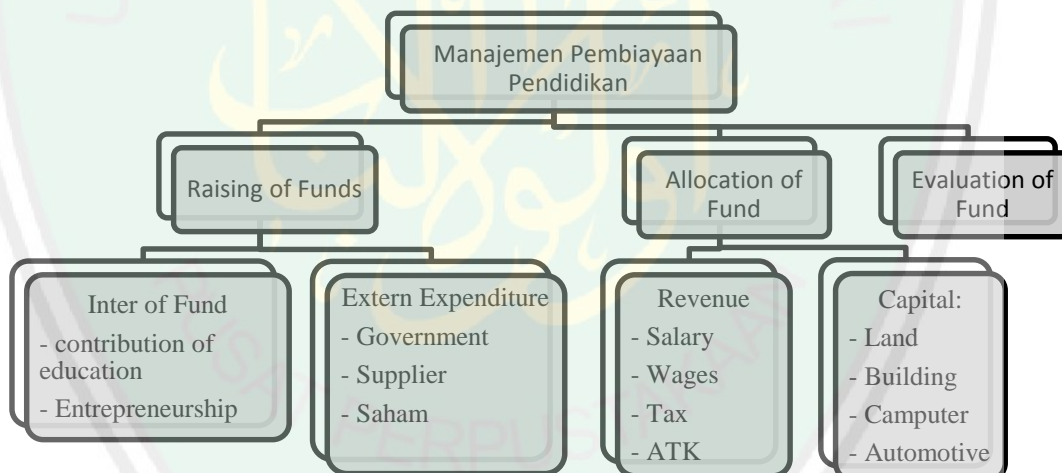 Manajemen Pembiayaan
Pendidikan
Raising of Funds
Allocation of
Fund
Evaluation of
Fund
Inter of Fund
- contribution of
education
- Entrepreneurship
Extern Expenditure
- Government
- Supplier
- Saham
Revenue
- Salary
- Wages
- Tax
- ATK
Capital:
- Land
- Building
- Camputer
- Automotive